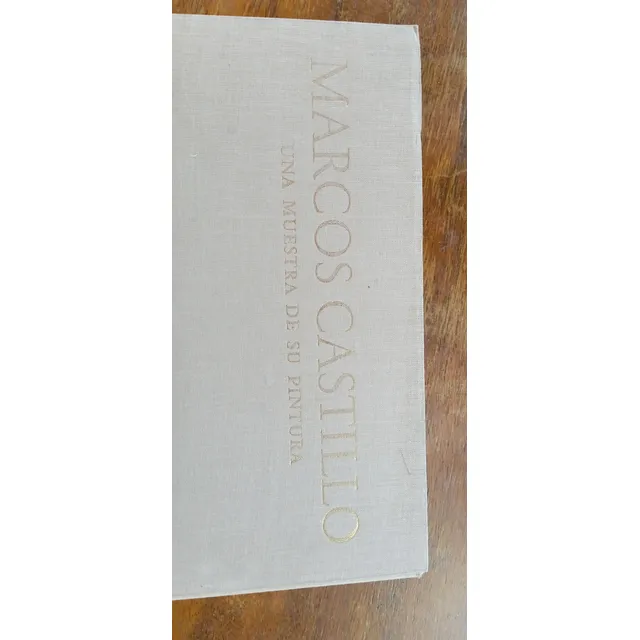 MARCOS CASTILLO
UNA MUESTRA DE SU PINTURA